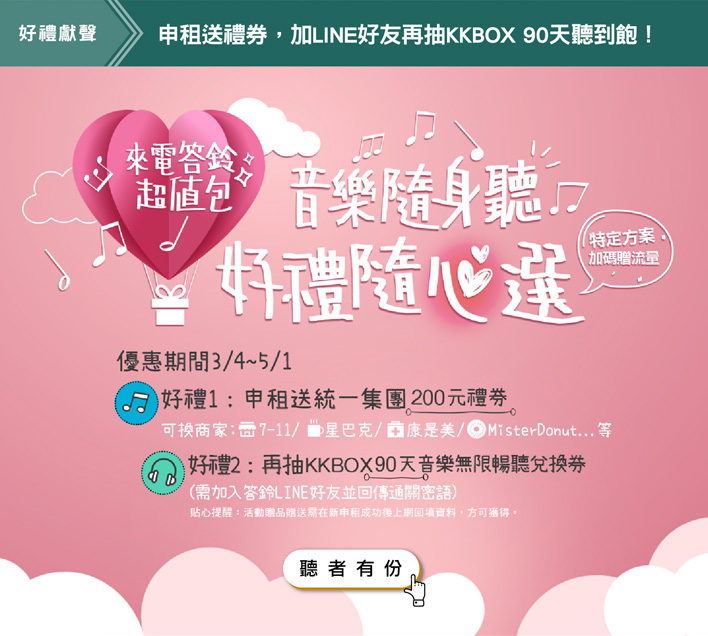 好禮獻聲
申租送禮券，加LINE好友再抽KKBOX 90天聽到飽！
來電答鈴
超值包
音樂隨身聽
好禮隨心選
特定方案
加碼贈流量
優惠期間3/4~5/1
好禮1：申租送統一集團200元禮券
可換商家：7-11/星巴克/康是美/MisterDonut...等
好禮2：再抽KKBOX90天音樂無限暢聽兌換券
(需加入答鈴LINE好友並回傳通關密語)
貼心提醒：活動贈品贈送需在新申租成功後上網回填資料，方可獲得。
聽者有份